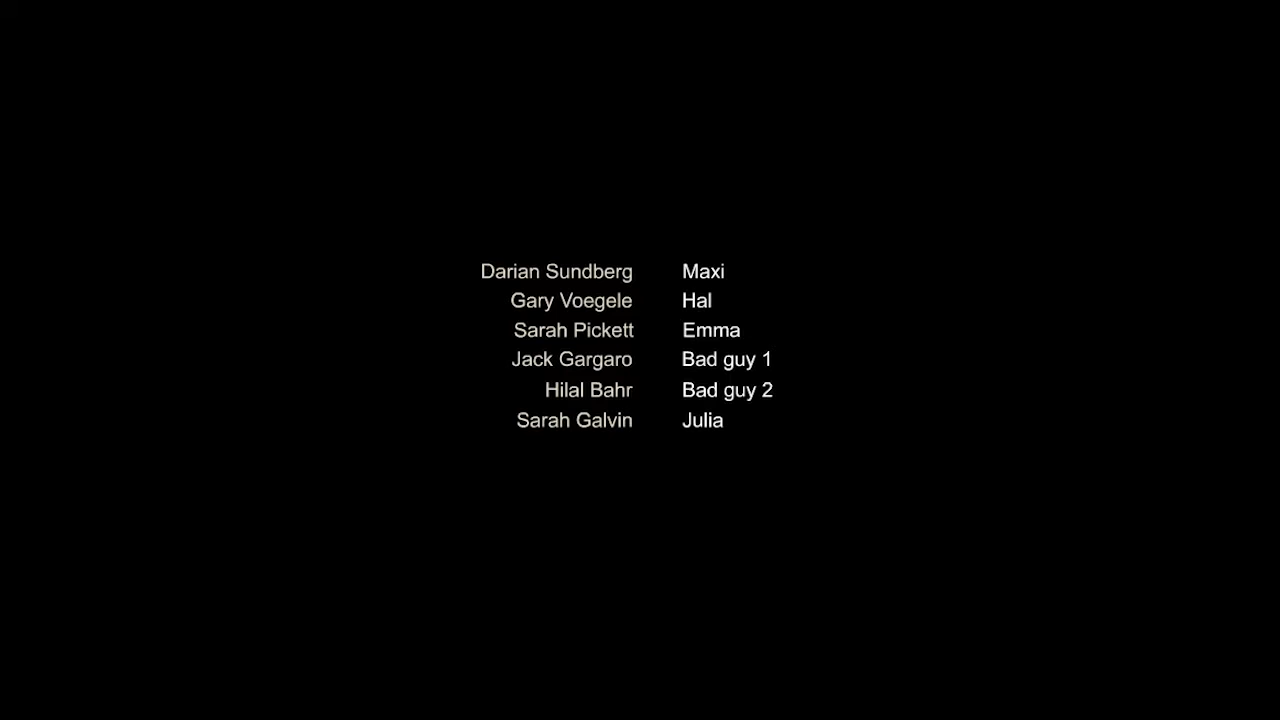 Darian Sundberg Maxi
Gary Voegele Hal
Sarah Pickett Emma
Jack Gargaro Bad guy 1
Hilal Bahr Bad guy 2
Sarah Galvin Julia